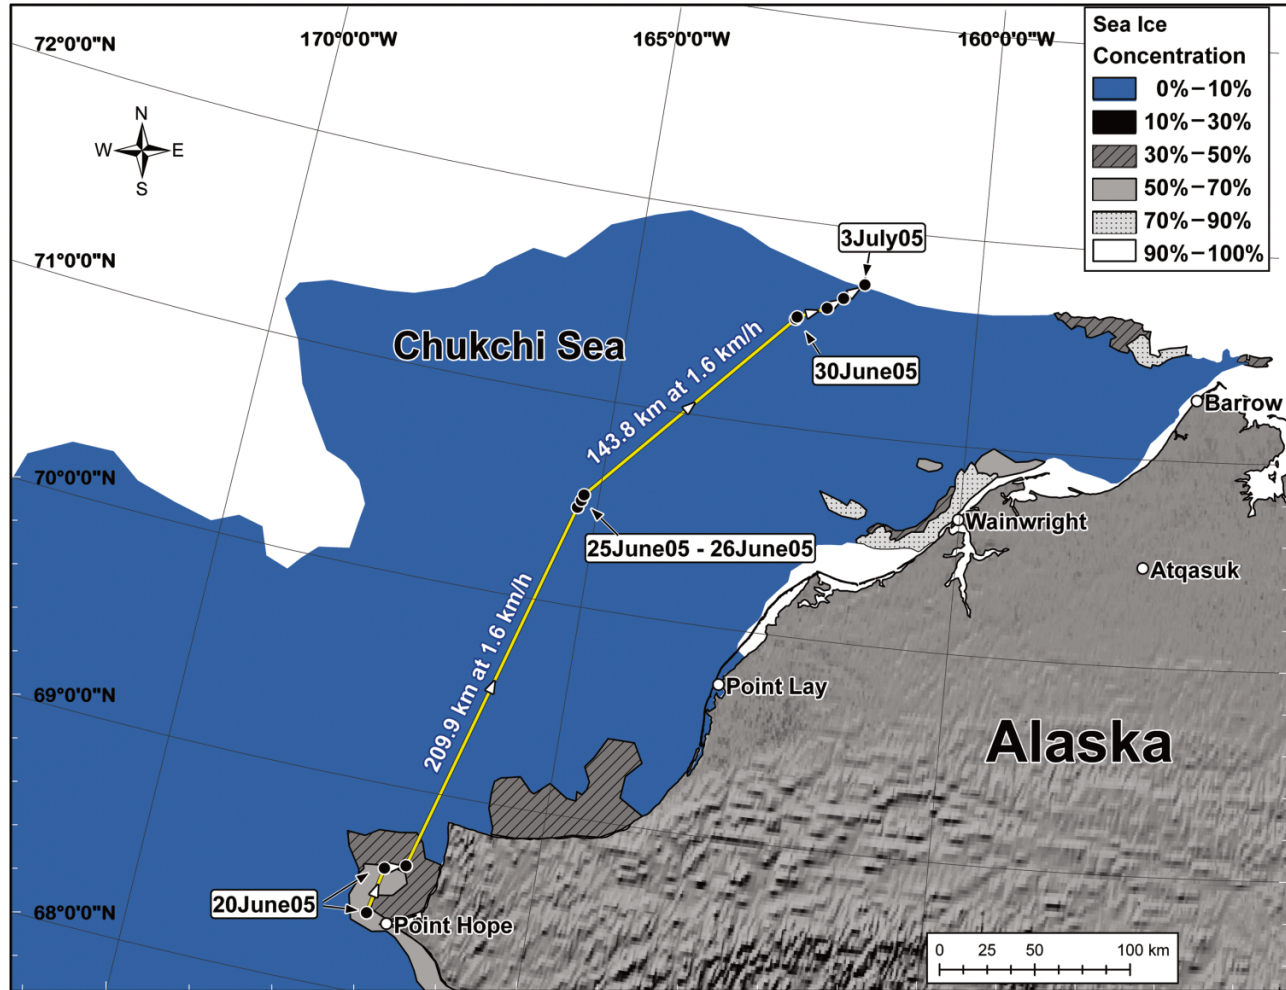 170°0'0"W
165°0'0"W
160°0'0"W
72°0'0"N
71°0'0"N
70°0'0"N
69°0'0"N
68°0'0"N
Sea Ice
Concentration
0%–10%
10%–30%
30%–50%
50%–70%
70%–90%
90%–100%
N
W
E
S
3July05
Chukchi Sea
143.8 km at 1.6 km/h
30June05
Barrow
25June05 - 26June05
Wainwright
Atqasuk
209.9 km at 1.6 km/h
Point Lay
Alaska
20June05
Point Hope
0 25 50 100 km